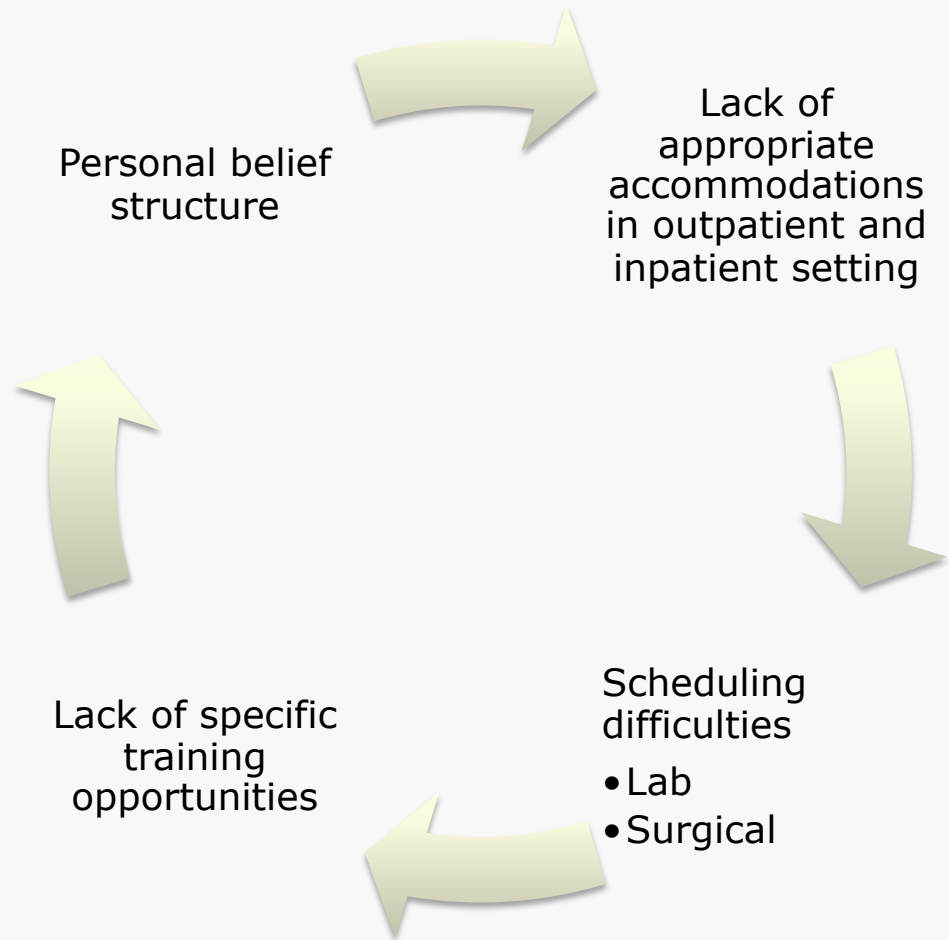 Personal belief
structure
Lack of
appropriate
accommodations
in outpatient and
inpatient setting
Scheduling
difficulties
•Lab
•Surgical
Lack of specific
training
opportunities